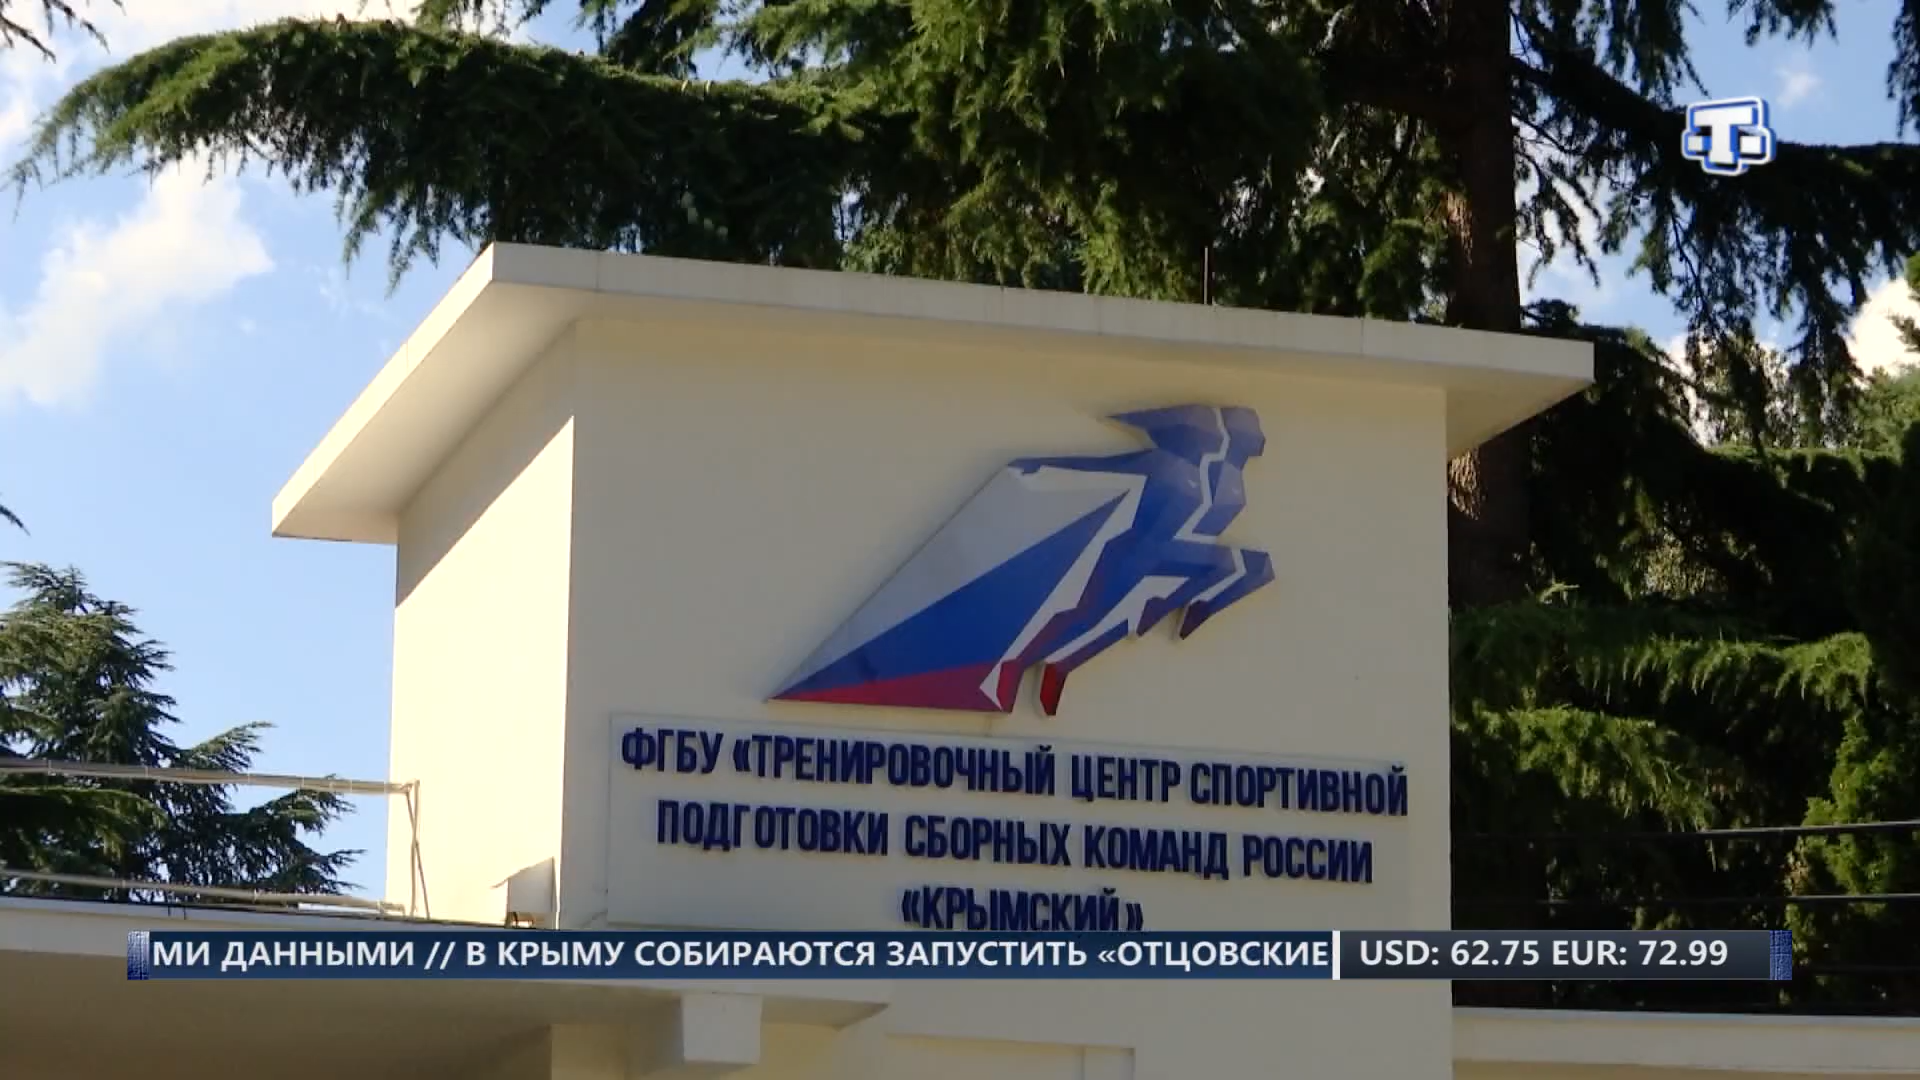 Т
ФГБУ «ТРЕНИРОВОЧНЫЙ ЦЕНТР СПОРТИВНОЙ
ПОДГОТОВКИ СБОРНЫХ КОМАНД РОССИИ
«КРЫМСКИЙ»
МИ ДАННЫМИ // В КРЫМУ СОБИРАЮТСЯ ЗАПУСТИТЬ «ОТЦОВСКИЕ
USD: 62.75 EUR: 72.99